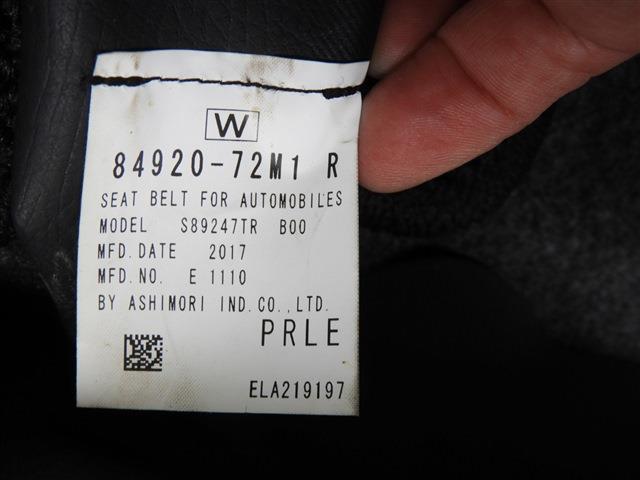 W
84920-72M1 R
SEAT BELT FOR AUTOMOBILES
MODEL S89247TR B00
MFD.DATE 2017
MFD.NO. E 1110
BY ASHIMORI IND.CO.,LTD.
PRLE
ELA219197